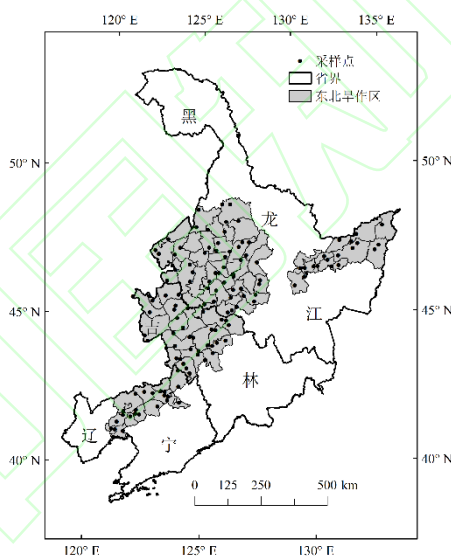 120° E 125° E 130° E 135° E
采样点
省界
东北旱作区
黑
50° N 50° N
龙
45° N 吉 江 45° N
林
辽 宁
40° N 40° N
0 125 250 500 km
120° E 125° E 130° E